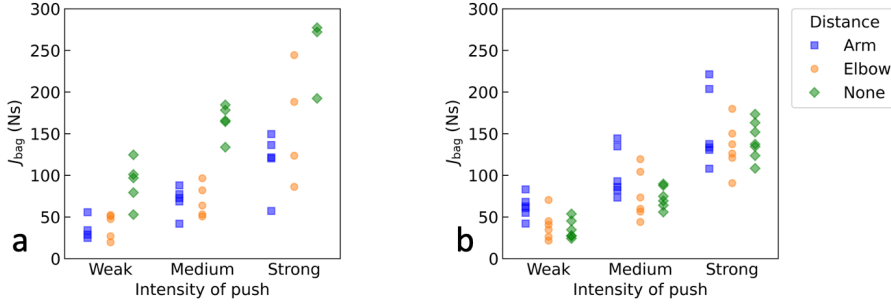 300
250
200
150
100
50
0
J_bag (Ns)
Weak Medium Strong
Intensity of push
a
300
250
200
150
100
50
0
J_bag (Ns)
Weak Medium Strong
Intensity of push
b
Distance
Arm
Elbow
None